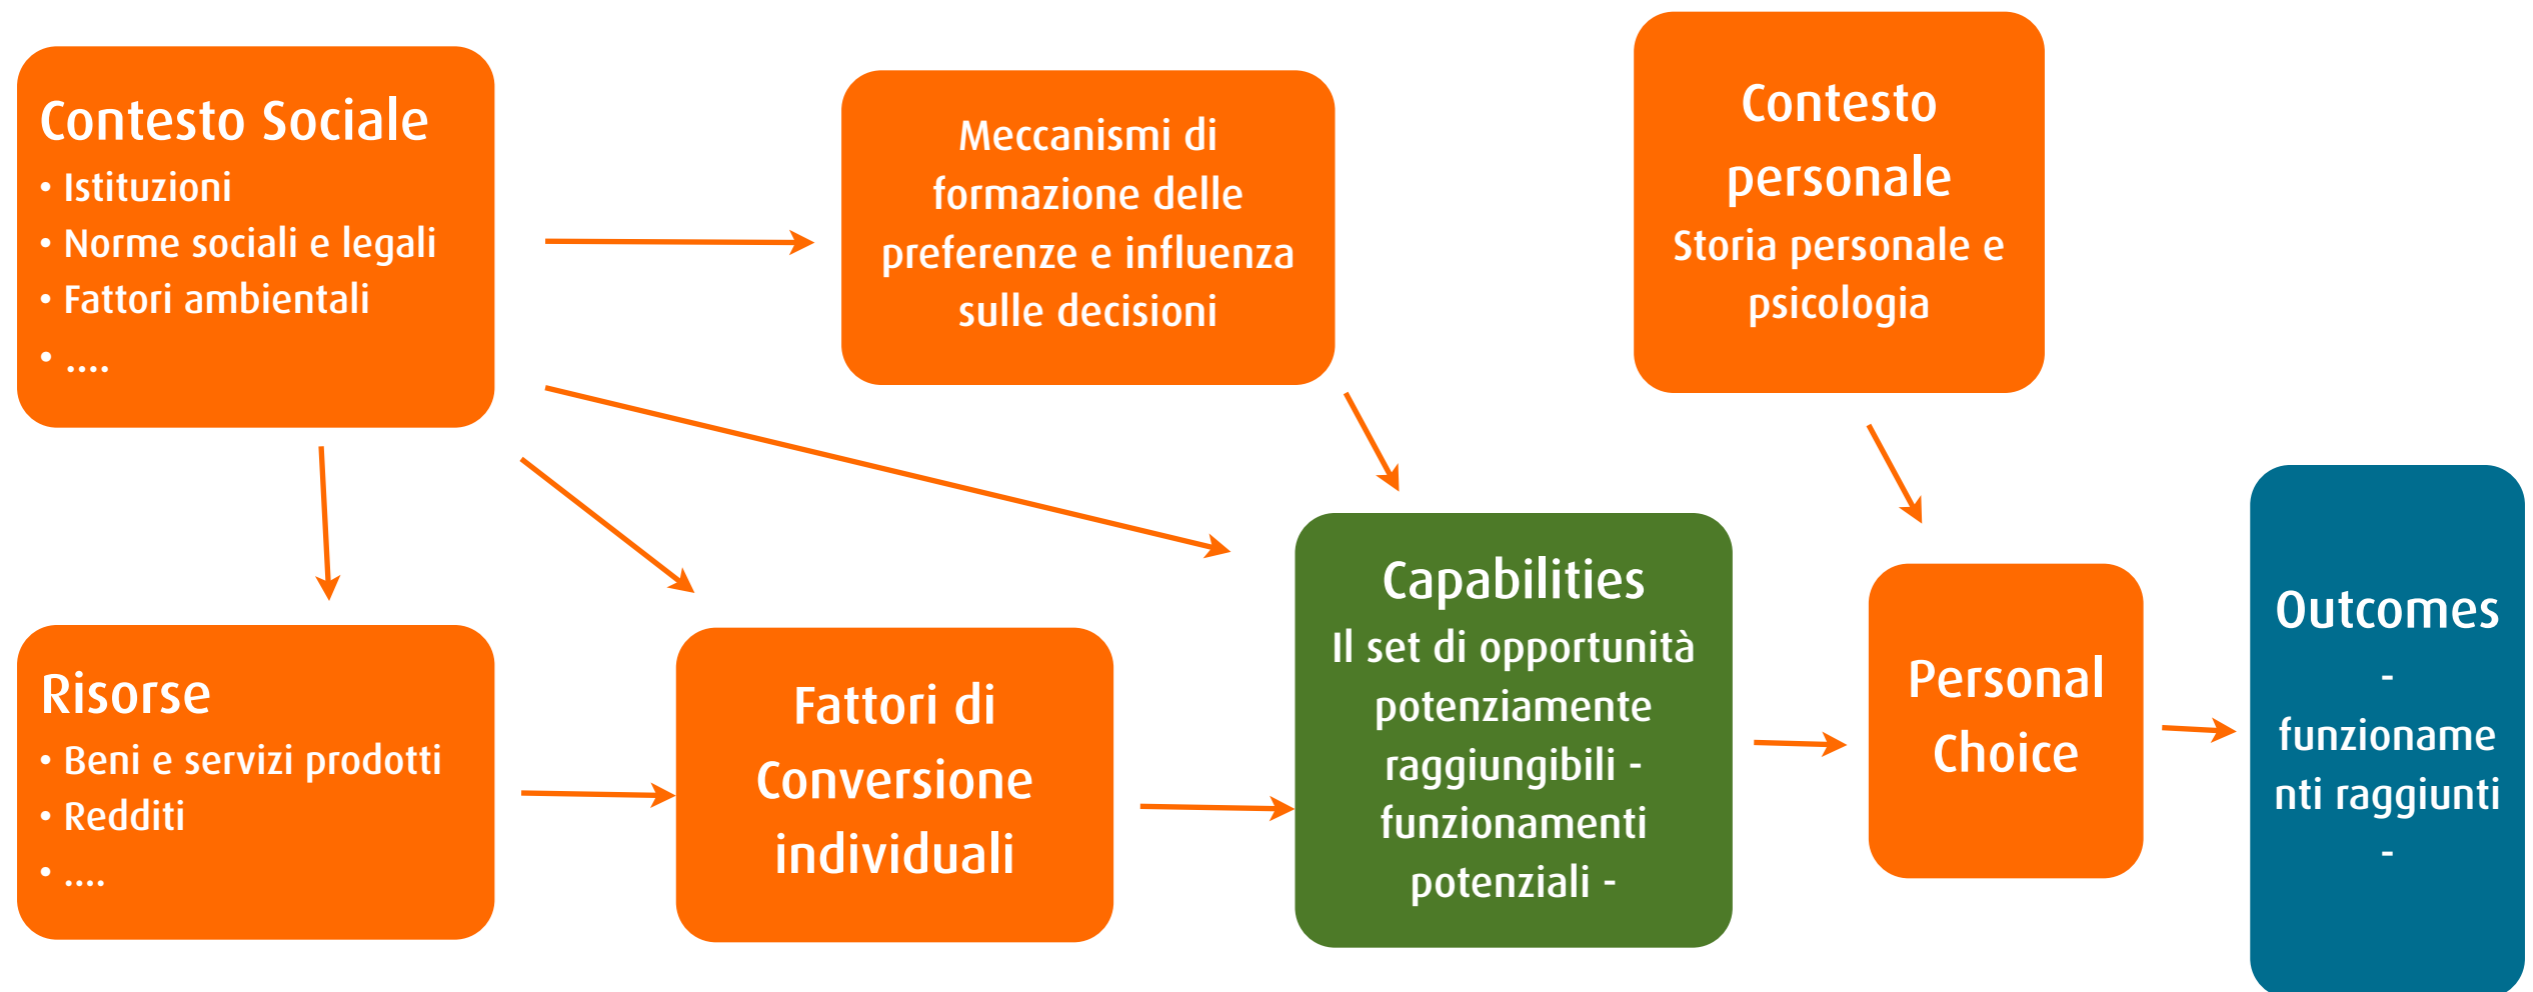 Contesto Sociale
• Istituzioni
• Norme sociali e legali
• Fattori ambientali
• ....
Meccanismi di
formazione delle
preferenze e influenza
sulle decisioni
Contesto
personale
Storia personale e
psicologia
Risorse
• Beni e servizi prodotti
• Redditi
• ....
Fattori di
Conversione
individuali
Capabilities
Il set di opportunità
potenziamente
raggiungibili -
funzionamenti
potenziali -
Personal
Choice
Outcomes
-
funzioname
nti raggiunti
-